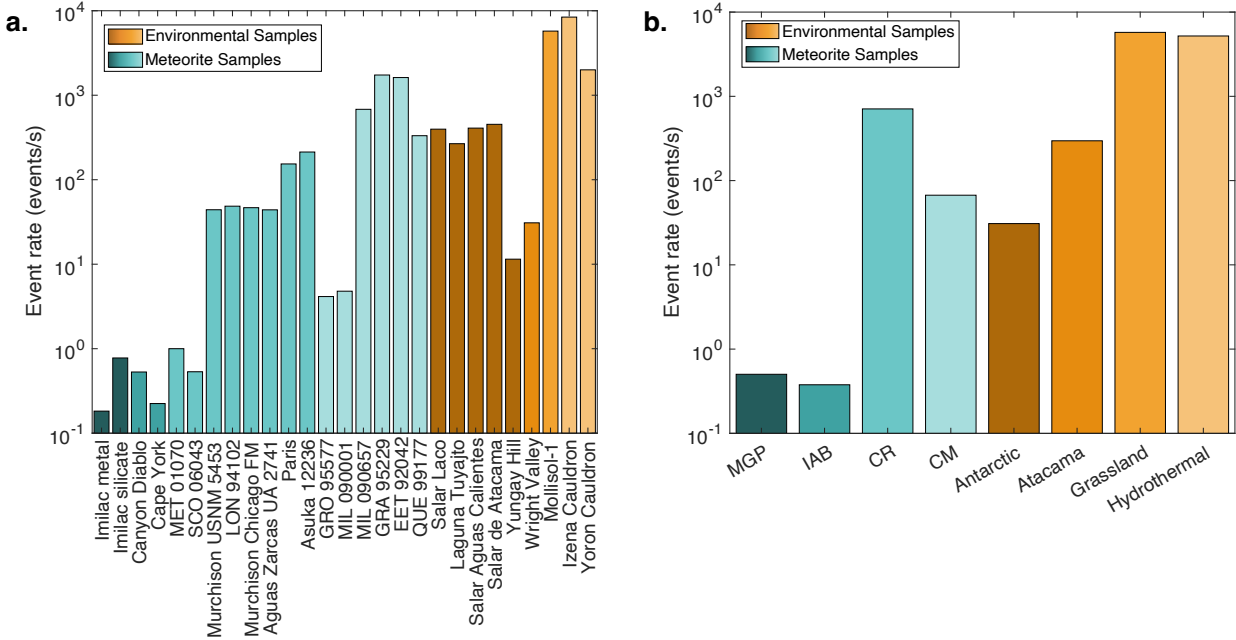 a.
Environmental Samples
Meteorite Samples
Event rate (events/s)
10^4
10^3
10^2
10^1
10^0
10^-1
Imilac metal
Imilac silicate
Canyon Diablo
Cape York
MET 01070
SCO 06043
Murchison USNM 5453
LON 94102
Murchison Chicago FM
Aguas Zarcas UA 2741
Paris
Asuka 12236
GRO 95577
MIL 090001
MIL 090657
GRA 95229
EET 92042
QUE 99177
Salar Laco
Laguna Tuyajto
Salar Aguas Calientes
Salar de Atacama
Yungay Hill
Wright Valley
Mollisol-1
Izena Cauldron
Yoron Cauldron
b.
Environmental Samples
Meteorite Samples
Event rate (events/s)
10^4
10^3
10^2
10^1
10^0
10^-1
MGP
IAB
CR
CM
Antarctic
Atacama
Grassland
Hydrothermal